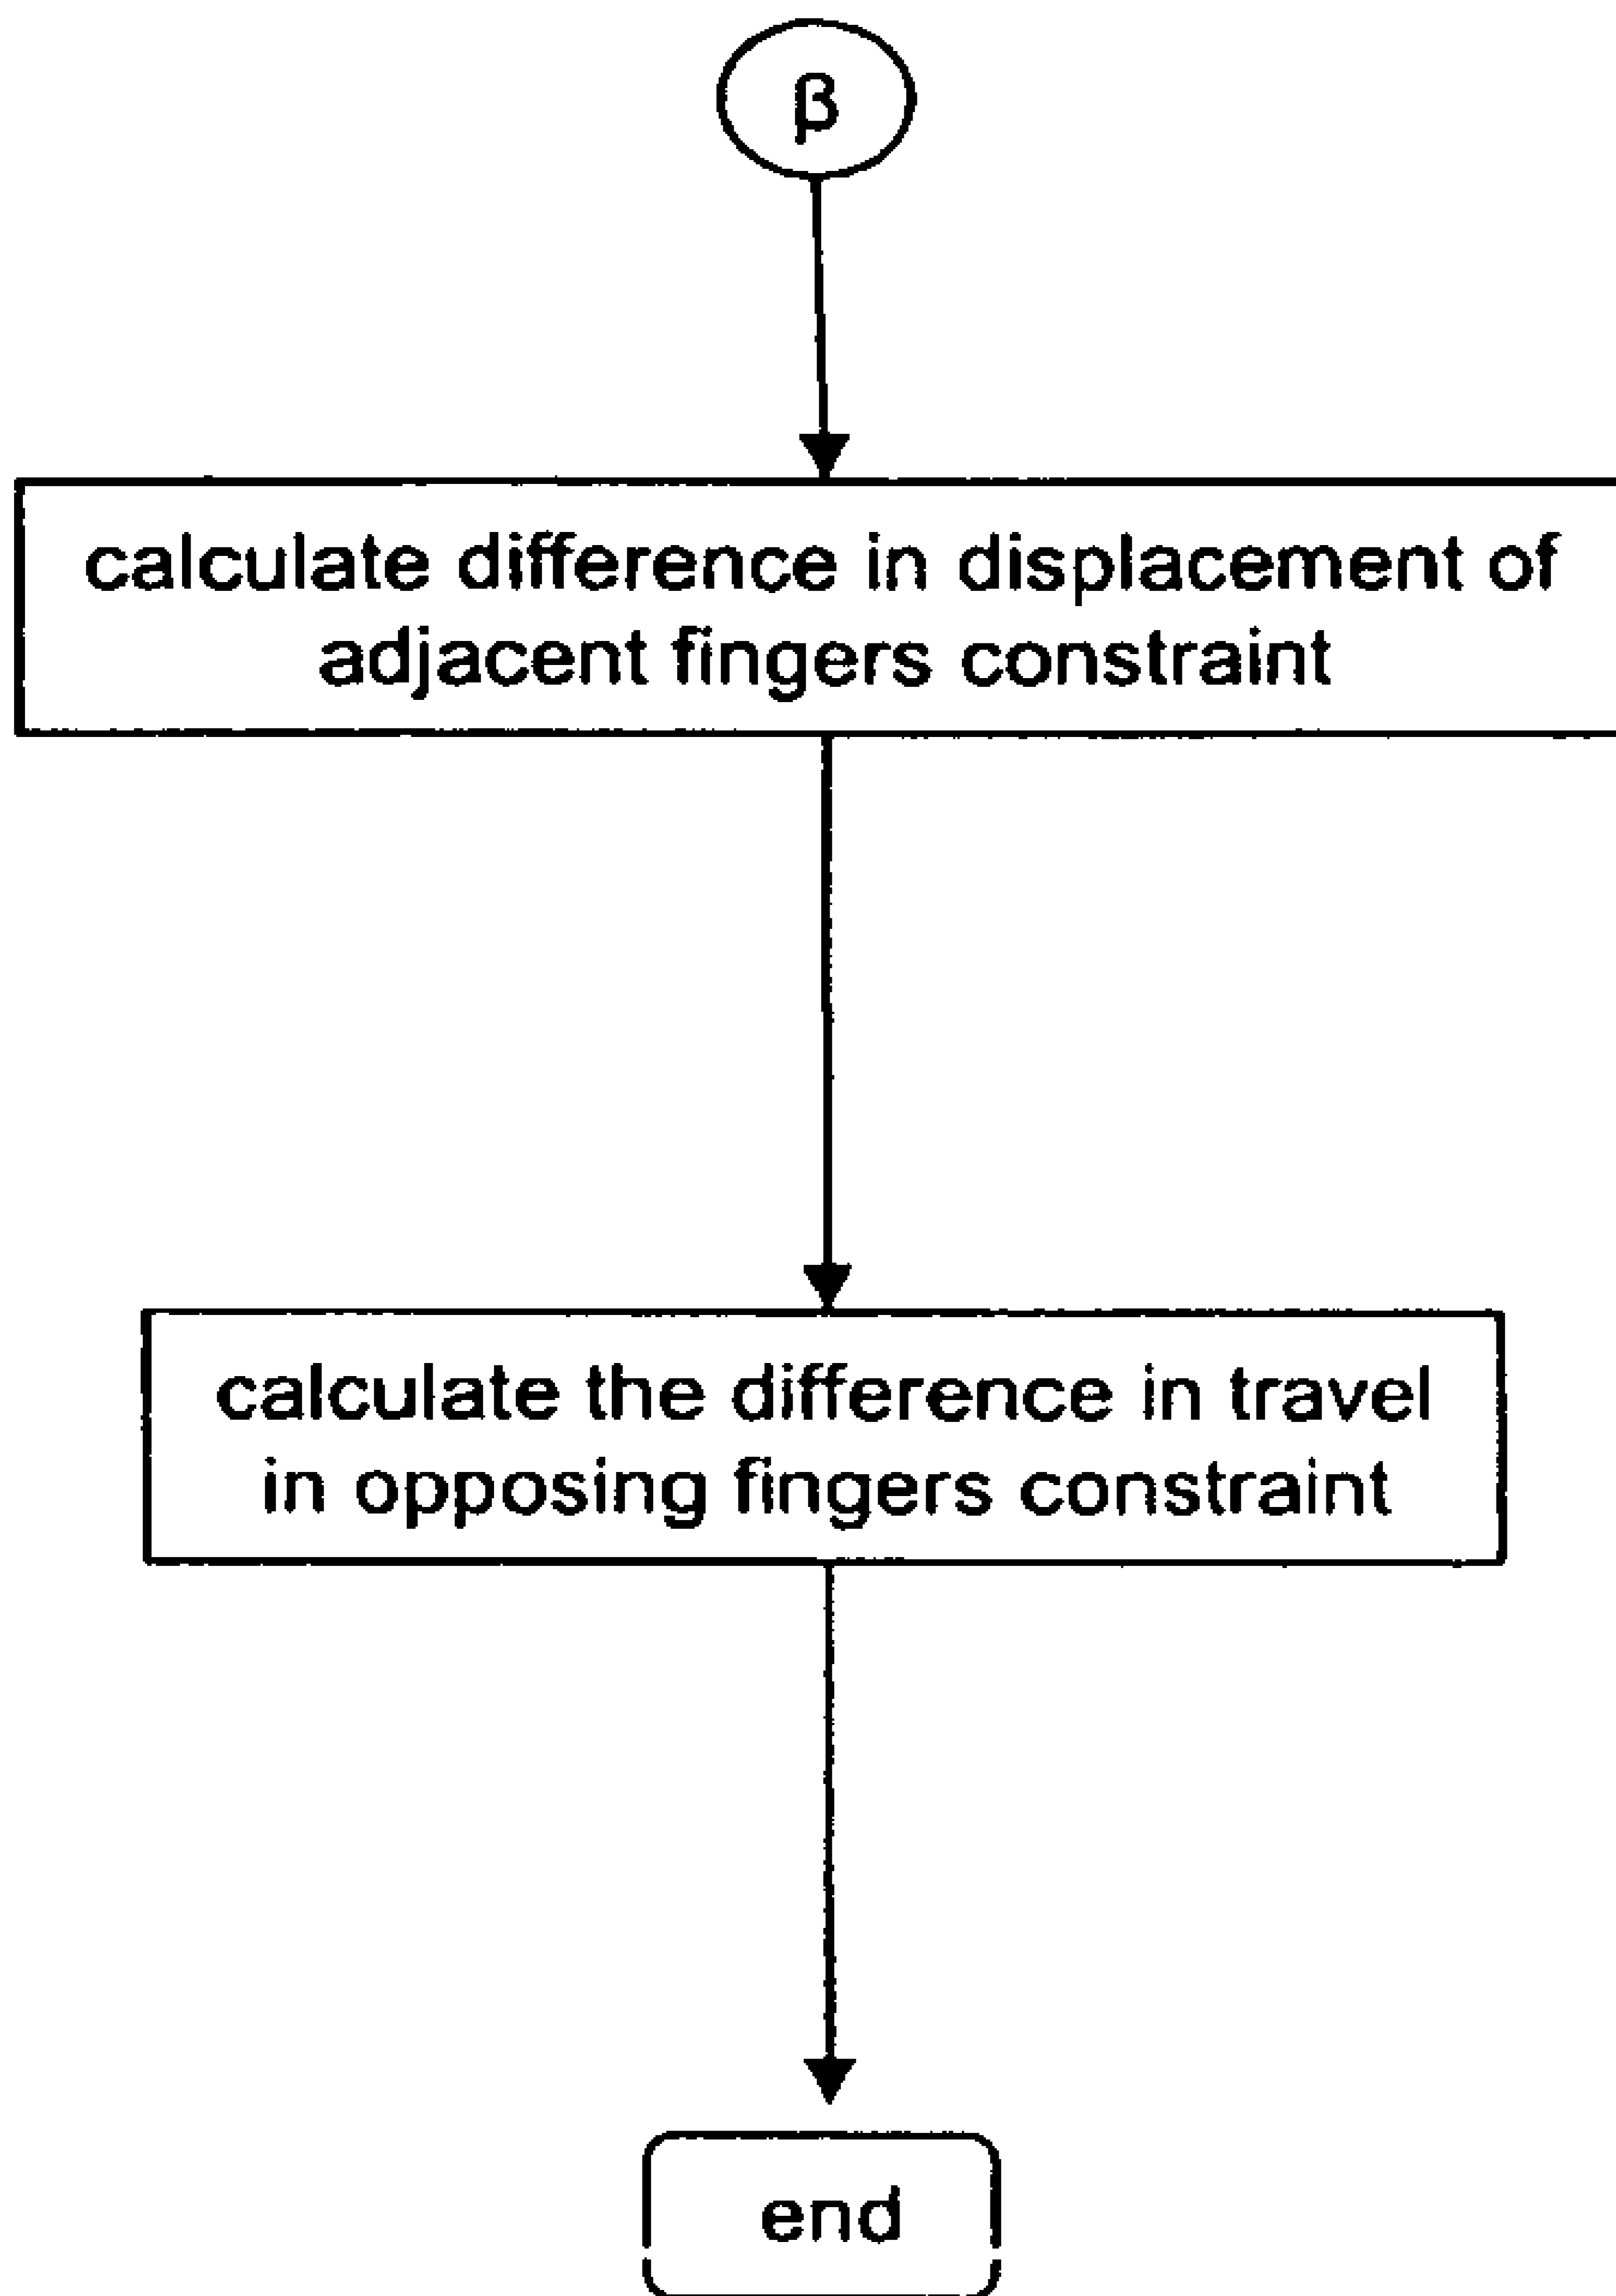 β
calculate difference in displacement of
adjacent fingers constraint
calculate the difference in travel
in opposing fingers constraint
end